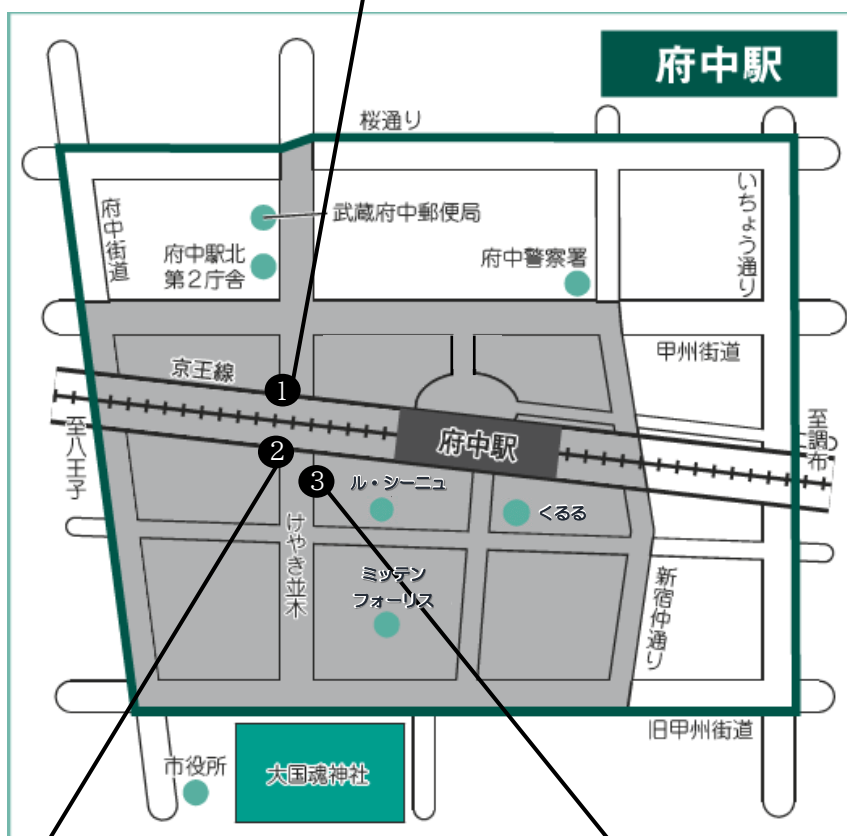 府中駅
桜通り
いちょう通り
府中街道
武蔵府中郵便局
府中駅北
第2庁舎
府中警察署
甲州街道
京王線
❶
至調布
至八王子
府中駅
❷
❸
ル・シーニュ
くるる
けやき並木
ミッテン
フォーリス
新宿仲通り
旧甲州街道
市役所
大国魂神社